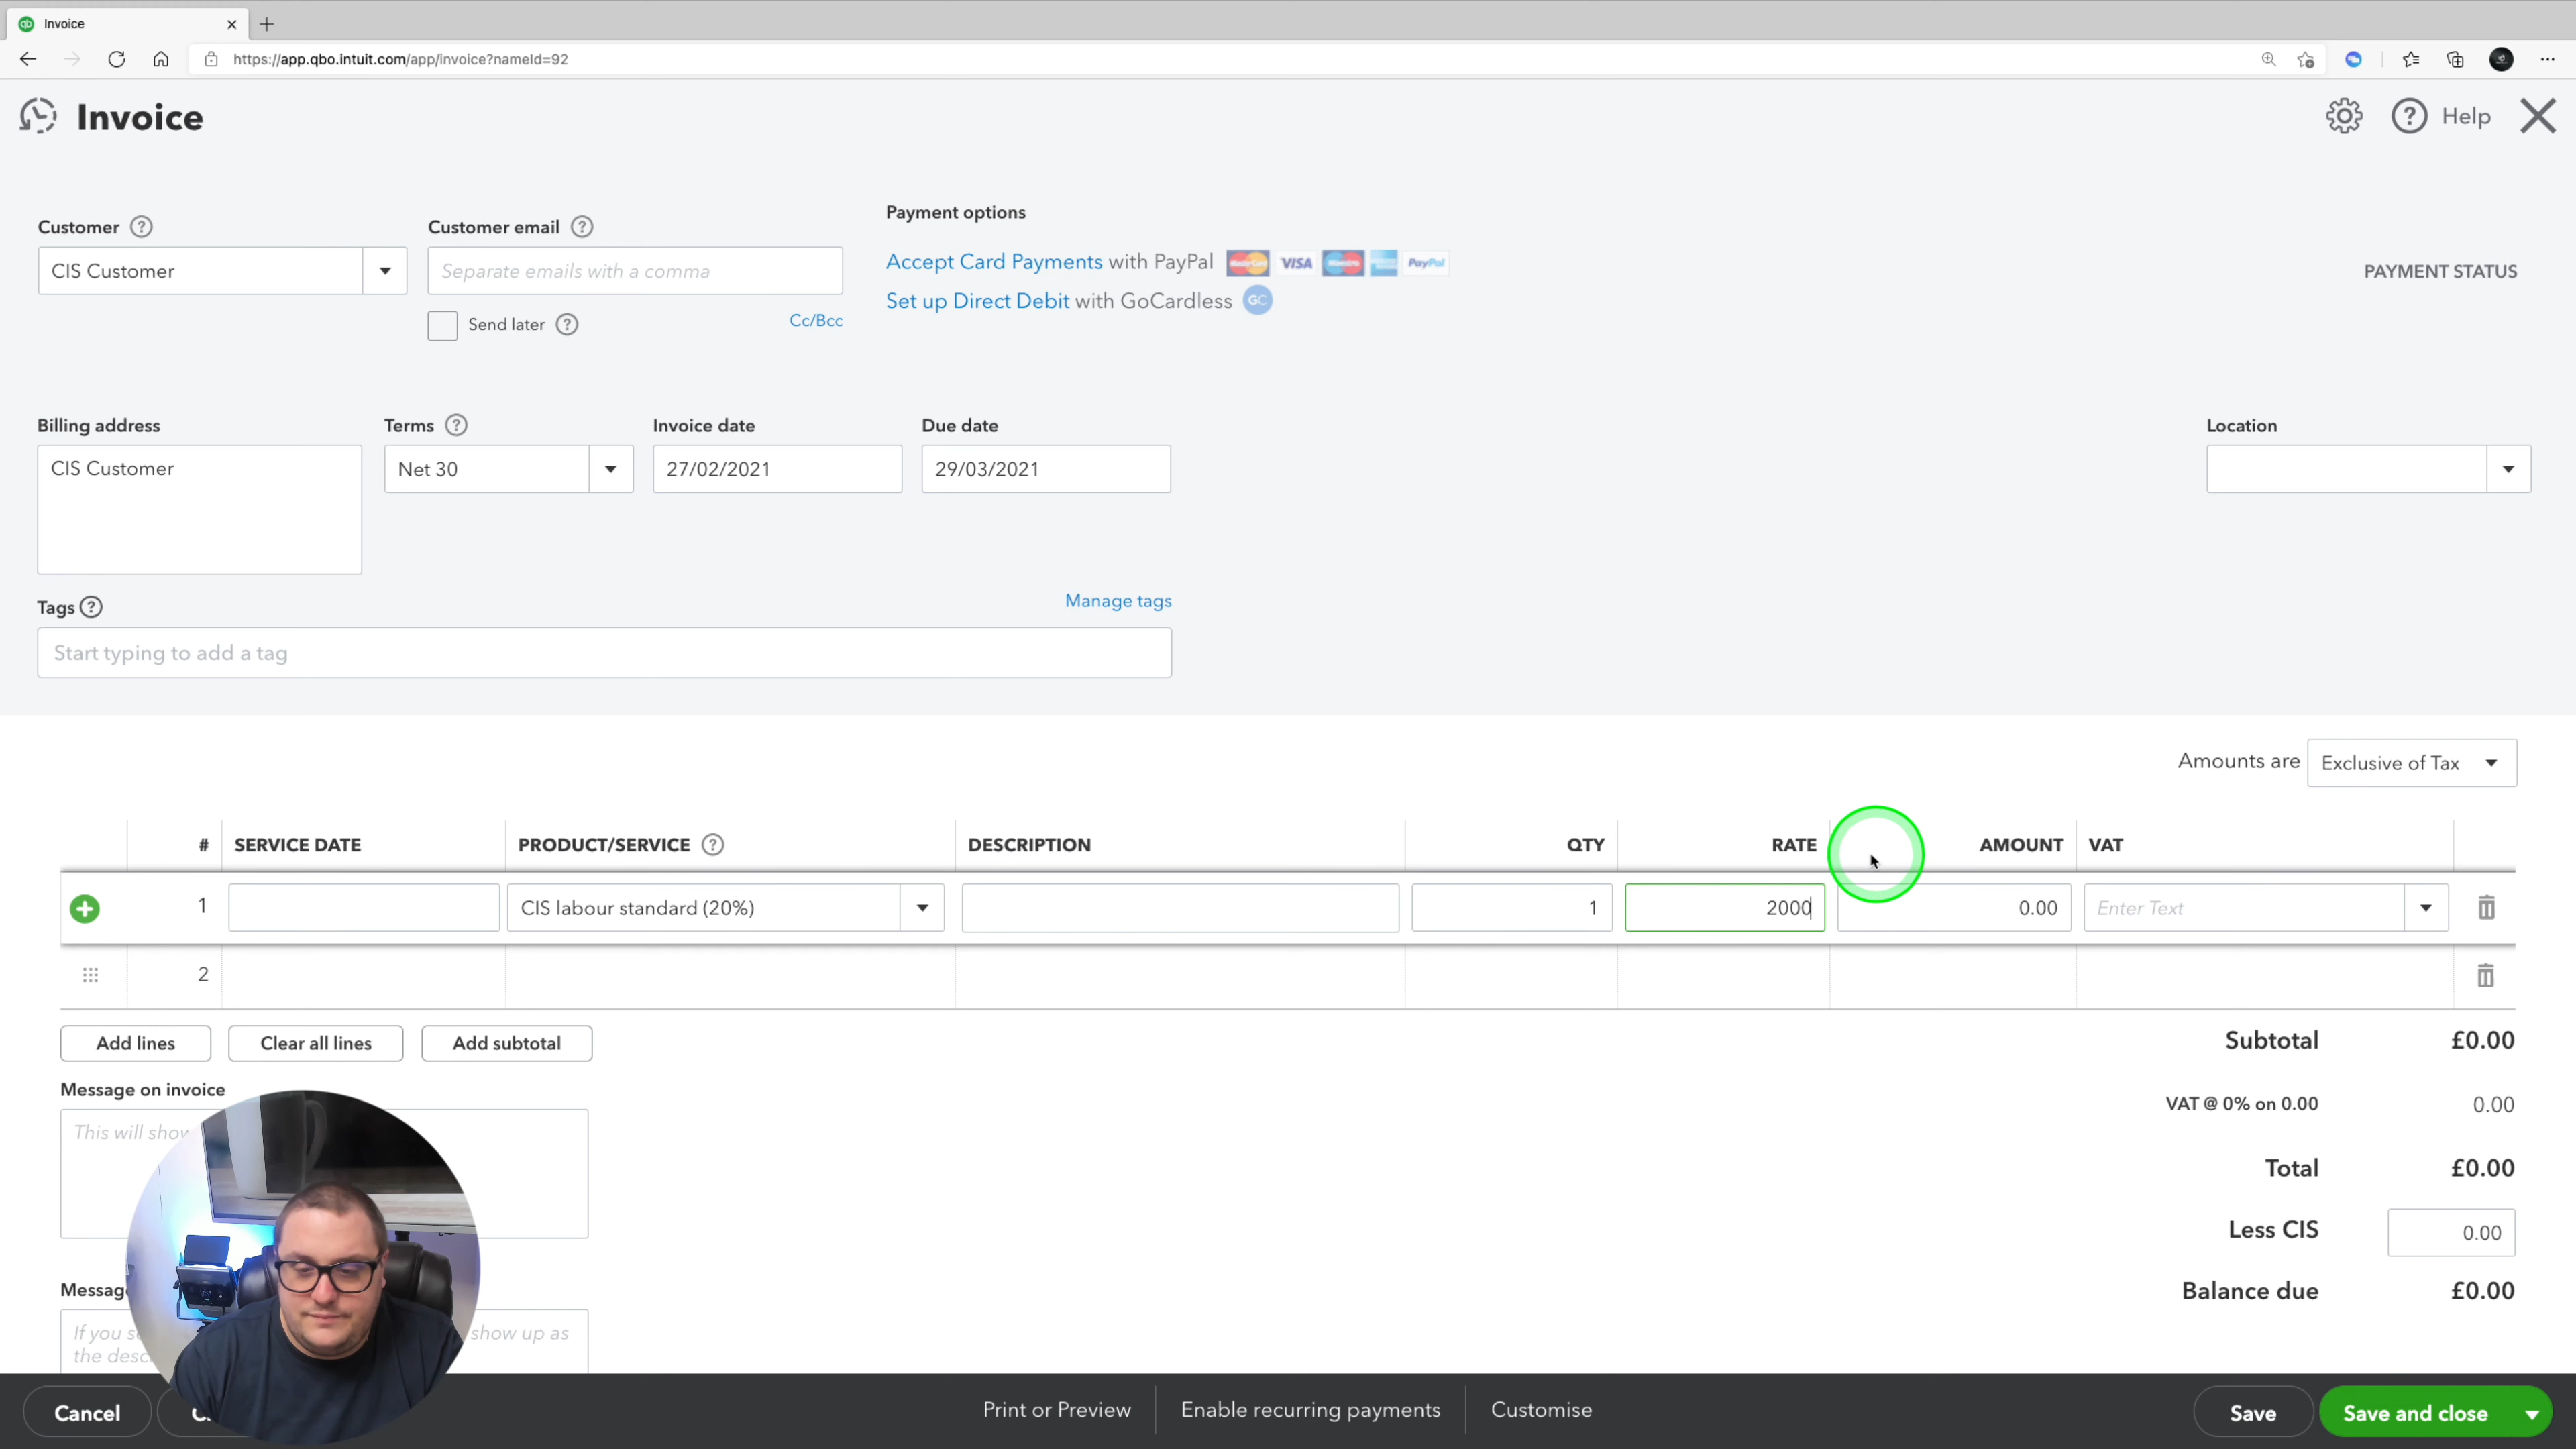 Invoice
https://app.qbo.intuit.com/app/invoice?nameId=92
Invoice
Help
Customer
Customer email
Payment options
CIS Customer
Separate emails with a comma
Accept Card Payments with PayPal
VISA
PayPal
PAYMENT STATUS
Set up Direct Debit with GoCardless GC
Send later
Cc/Bcc
Billing address
Terms
Invoice date
Due date
Location
CIS Customer
Net 30
27/02/2021
29/03/2021
Tags
Manage tags
Start typing to add a tag
Amounts are
Exclusive of Tax
# SERVICE DATE PRODUCT/SERVICE DESCRIPTION QTY RATE AMOUNT VAT
1 CIS labour standard (20%) 1 2000 0.00 Enter Text
2
Add lines
Clear all lines
Add subtotal
Subtotal £0.00
Message on invoice
VAT @ 0% on 0.00 0.00
This will show
Total £0.00
Less CIS 0.00
Balance due £0.00
If you show up as
the
Cancel
Print or Preview
Enable recurring payments
Customise
Save
Save and close